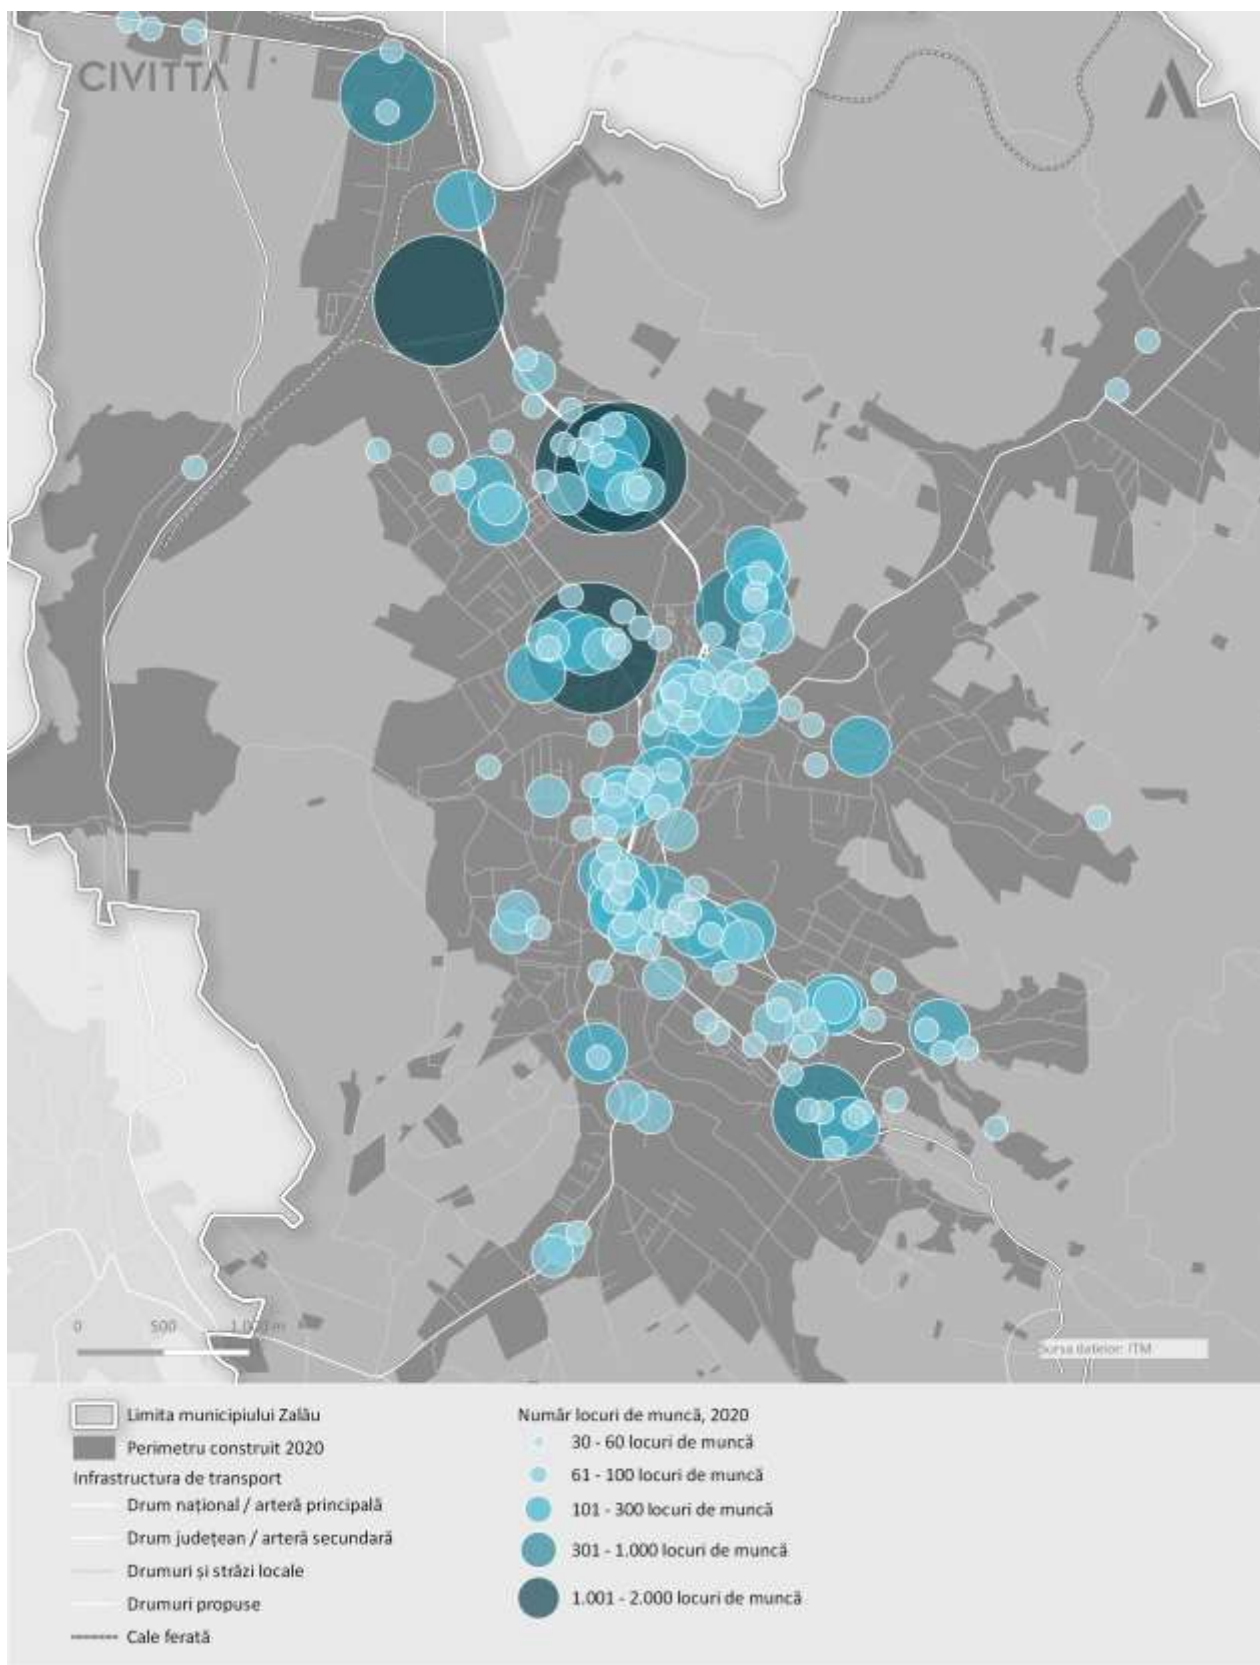 CIVITTA
0 500 1.000 m
Sursa datelor: ITM
Limita municipiului Zalău
Perimetru construit 2020
Infrastructura de transport
Drum național / arteră principală
Drum județean / arteră secundară
Drumuri și străzi locale
Drumuri propuse
Cale ferată
Număr locuri de muncă, 2020
30 - 60 locuri de muncă
61 - 100 locuri de muncă
101 - 300 locuri de muncă
301 - 1.000 locuri de muncă
1.001 - 2.000 locuri de muncă